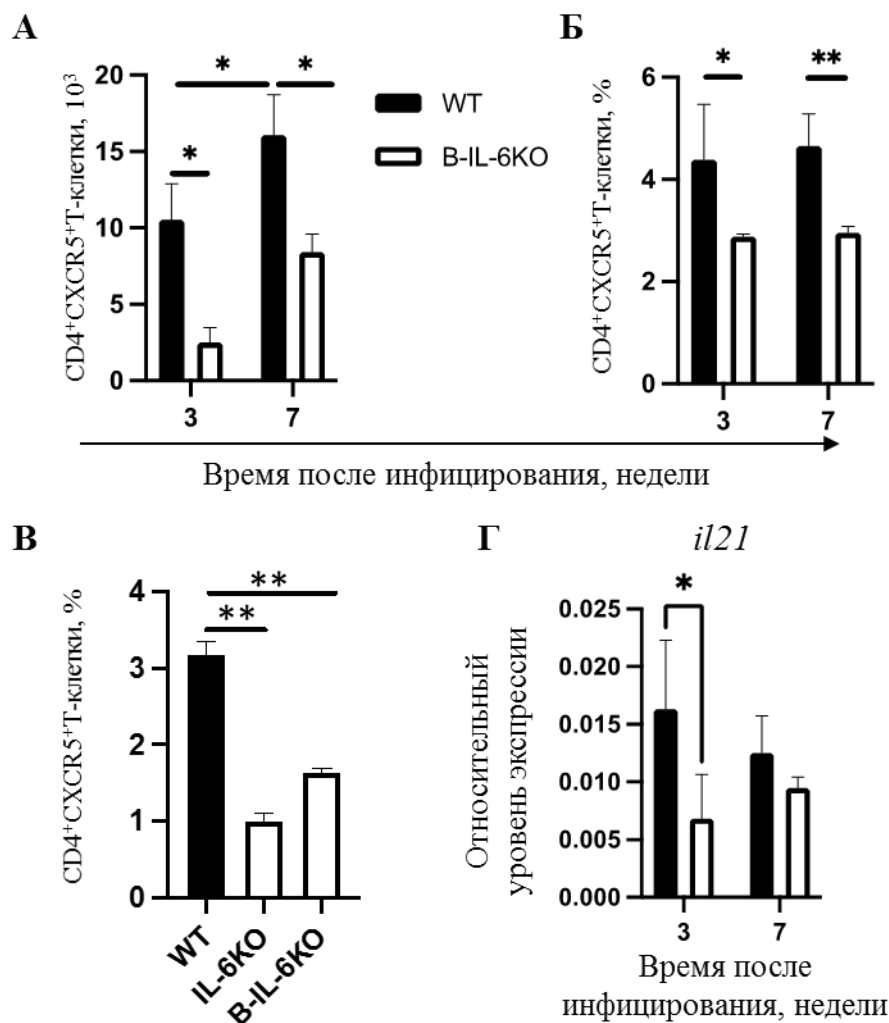 А
Б
CD4⁺CXCR5⁺T-клетки, 10³
20
15
10
5
0
*
*
*
3
7
WT
B-IL-6KO
CD4⁺CXCR5⁺T-клетки, %
6
4
2
0
*
**
3
7
Время после инфицирования, недели
В
Г
CD4⁺CXCR5⁺T-клетки, %
4
3
2
1
0
**
**
WT
IL-6KO
B-IL-6KO
il21
Относительный
уровень экспрессии
0.025
0.020
0.015
0.010
0.005
0.000
*
3
7
Время после
инфицирования, недели